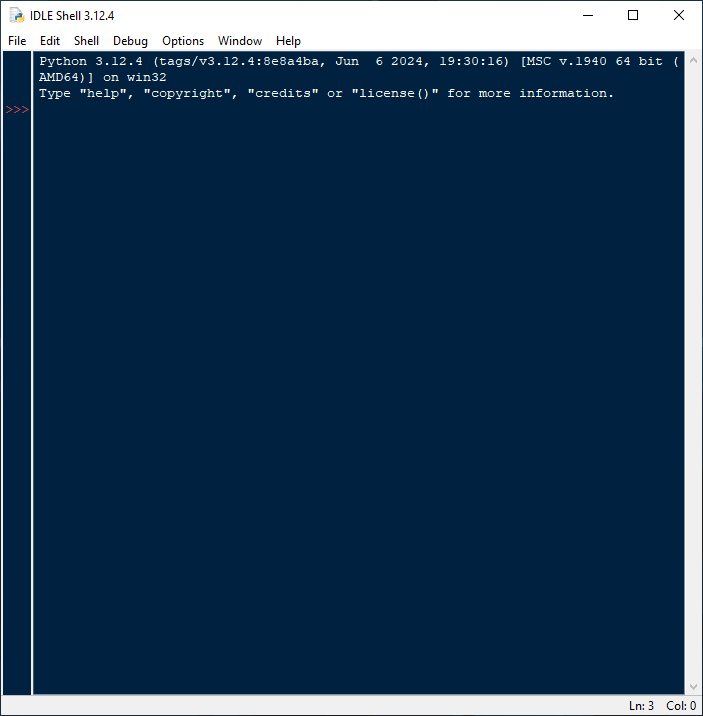 IDLE Shell 3.12.4
File Edit Shell Debug Options Window Help
Python 3.12.4 (tags/v3.12.4:8e8a4ba, Jun  6 2024, 19:30:16) [MSC v.1940 64 bit (
AMD64)] on win32
Type "help", "copyright", "credits" or "license()" for more information.
>>>
Ln: 3 Col: 0